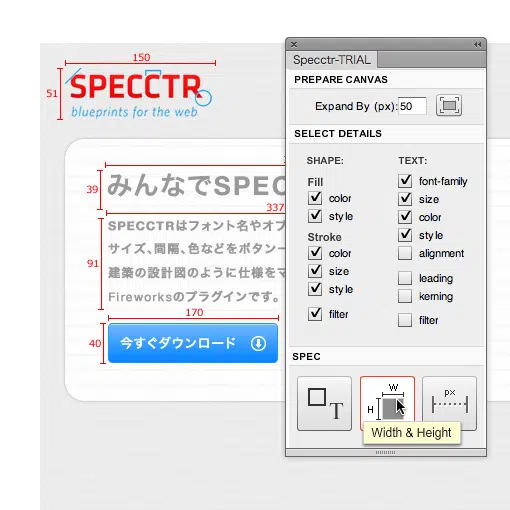 150
51
SPECCTR
blueprints for the web
39
みんなでSPEC
337
SPECCTRはフォント名やオブ
サイズ、間隔、色などをボタン一
91
建築の設計図のように仕様をマ
Fireworksのプラグインです。
170
40
今すぐダウンロード
Specctr-TRIAL
PREPARE CANVAS
Expand By (px): 50
SELECT DETAILS
SHAPE:
Fill
color
style
Stroke
color
size
style
filter
TEXT:
font-family
size
color
style
alignment
leading
kerning
filter
SPEC
T
W
H
px
Width & Height